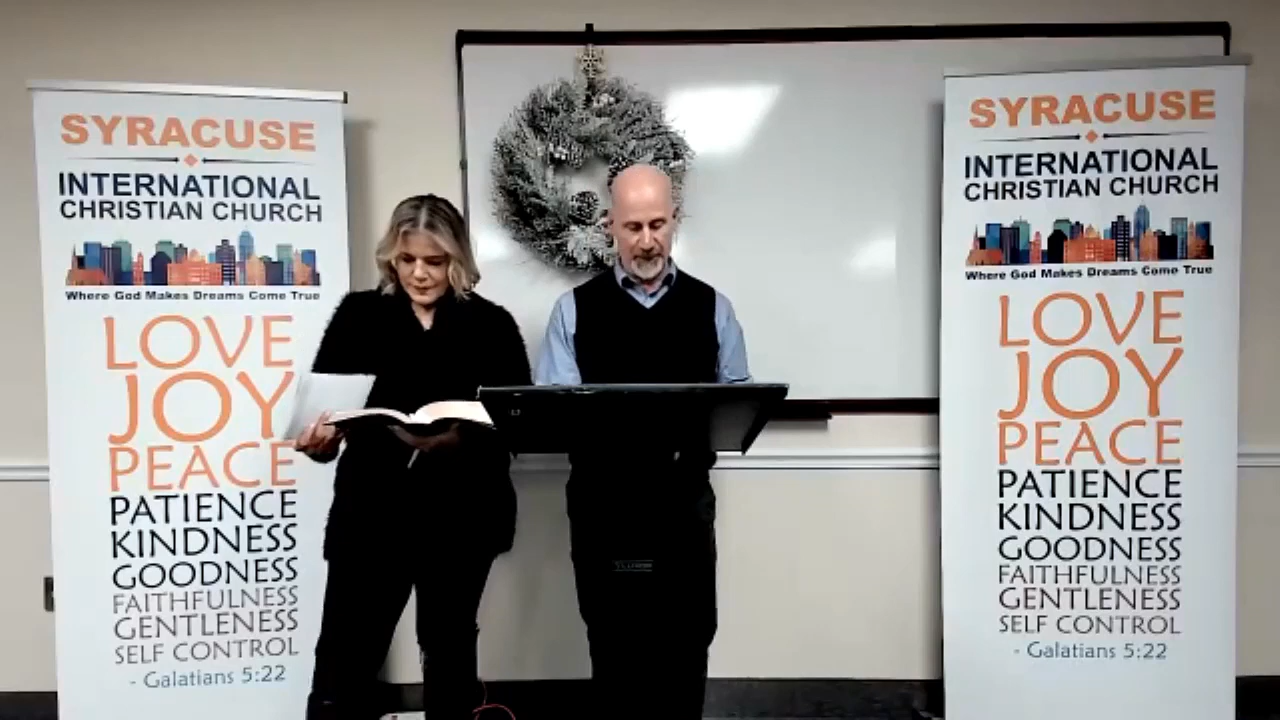 SYRACUSE
INTERNATIONAL
CHRISTIAN CHURCH
Where God Makes Dreams Come True
LOVE
JOY
PEACE
PATIENCE
KINDNESS
GOODNESS
FAITHFULNESS
GENTLENESS
SELF CONTROL
- Galatians 5:22
SYRACUSE
INTERNATIONAL
CHRISTIAN CHURCH
Where God Makes Dreams Come True
LOVE
JOY
PEACE
PATIENCE
KINDNESS
GOODNESS
FAITHFULNESS
GENTLENESS
SELF CONTROL
- Galatians 5:22